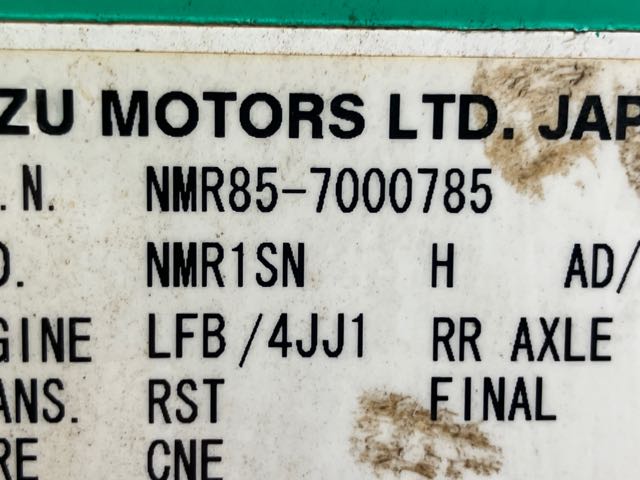 ZU MOTORS LTD. JAP
.N. NMR85-7000785
D. NMR1SN H AD/
GINE LFB/4JJ1 RR AXLE
ANS. RST FINAL
RE CNE